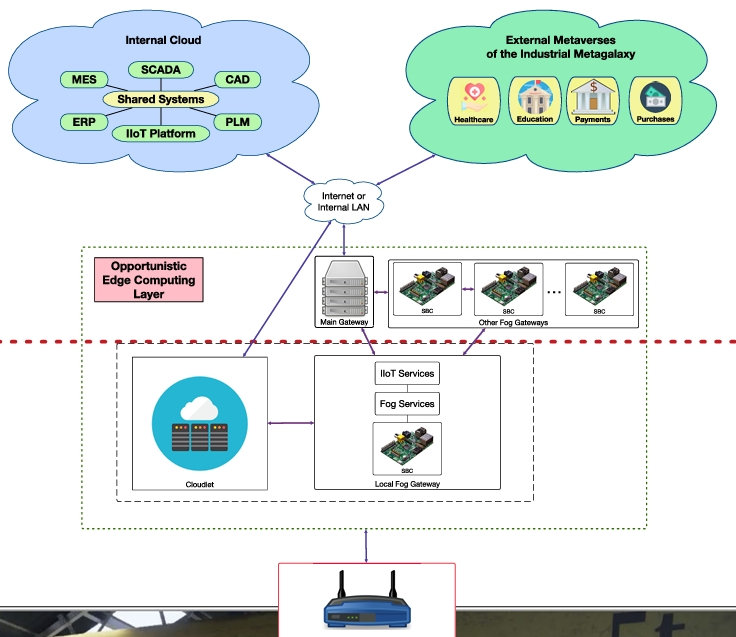 Internal Cloud
SCADA
MES
CAD
Shared Systems
ERP
PLM
IIoT Platform
External Metaverses
of the Industrial Metagalaxy
$
Healthcare
Education
Payments
Purchases
Internet or
Internal LAN
Opportunistic
Edge Computing
Layer
Main Gateway
SBC
SBC
...
SBC
Other Fog Gateways
IIoT Services
Fog Services
SBC
Cloudlet
Local Fog Gateway